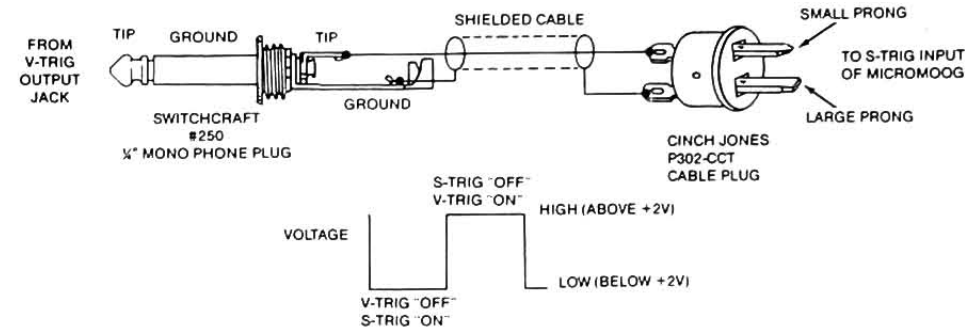 FROM
V-TRIG
OUTPUT
JACK
TIP
GROUND
TIP
SHIELDED CABLE
SMALL PRONG
TO S-TRIG INPUT
OF MICROMOOG
GROUND
LARGE PRONG
SWITCHCRAFT
#250
¼" MONO PHONE PLUG
CINCH JONES
P302-CCT
CABLE PLUG
S-TRIG "OFF"
V-TRIG "ON"
HIGH (ABOVE +2V)
VOLTAGE
LOW (BELOW +2V)
V-TRIG "OFF"
S-TRIG "ON"